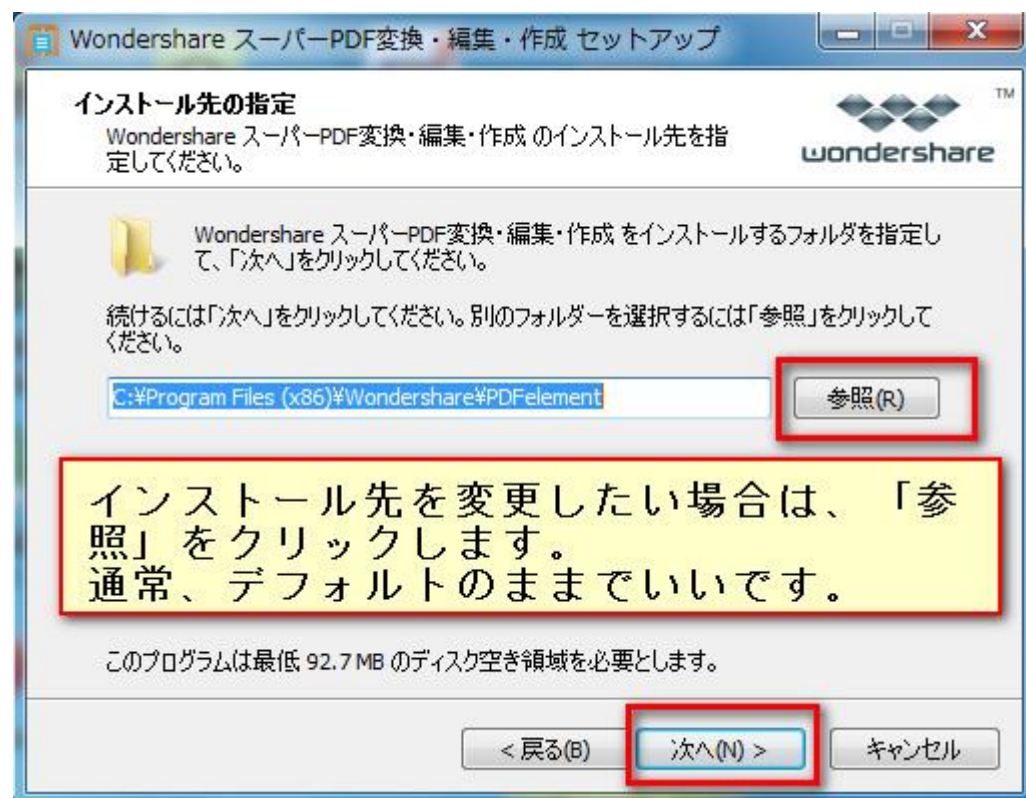 Wondershare スーパーPDF変換・編集・作成 セットアップ
インストール先の指定
Wondershare スーパーPDF変換・編集・作成 のインストール先を指
定してください。
TM
wondershare
Wondershare スーパーPDF変換・編集・作成 をインストールするフォルダを指定し
て、「次へ」をクリックしてください。
続けるには「次へ」をクリックしてください。別のフォルダーを選択するには「参照」をクリックして
ください。
C:¥Program Files (x86)¥Wondershare¥PDFelement
参照(R)
インストール先を変更したい場合は、「参
照」をクリックします。
通常、デフォルトのままでいいです。
このプログラムは最低 92.7 MB のディスク空き領域を必要とします。
< 戻る(B)
次へ(N) >
キャンセル